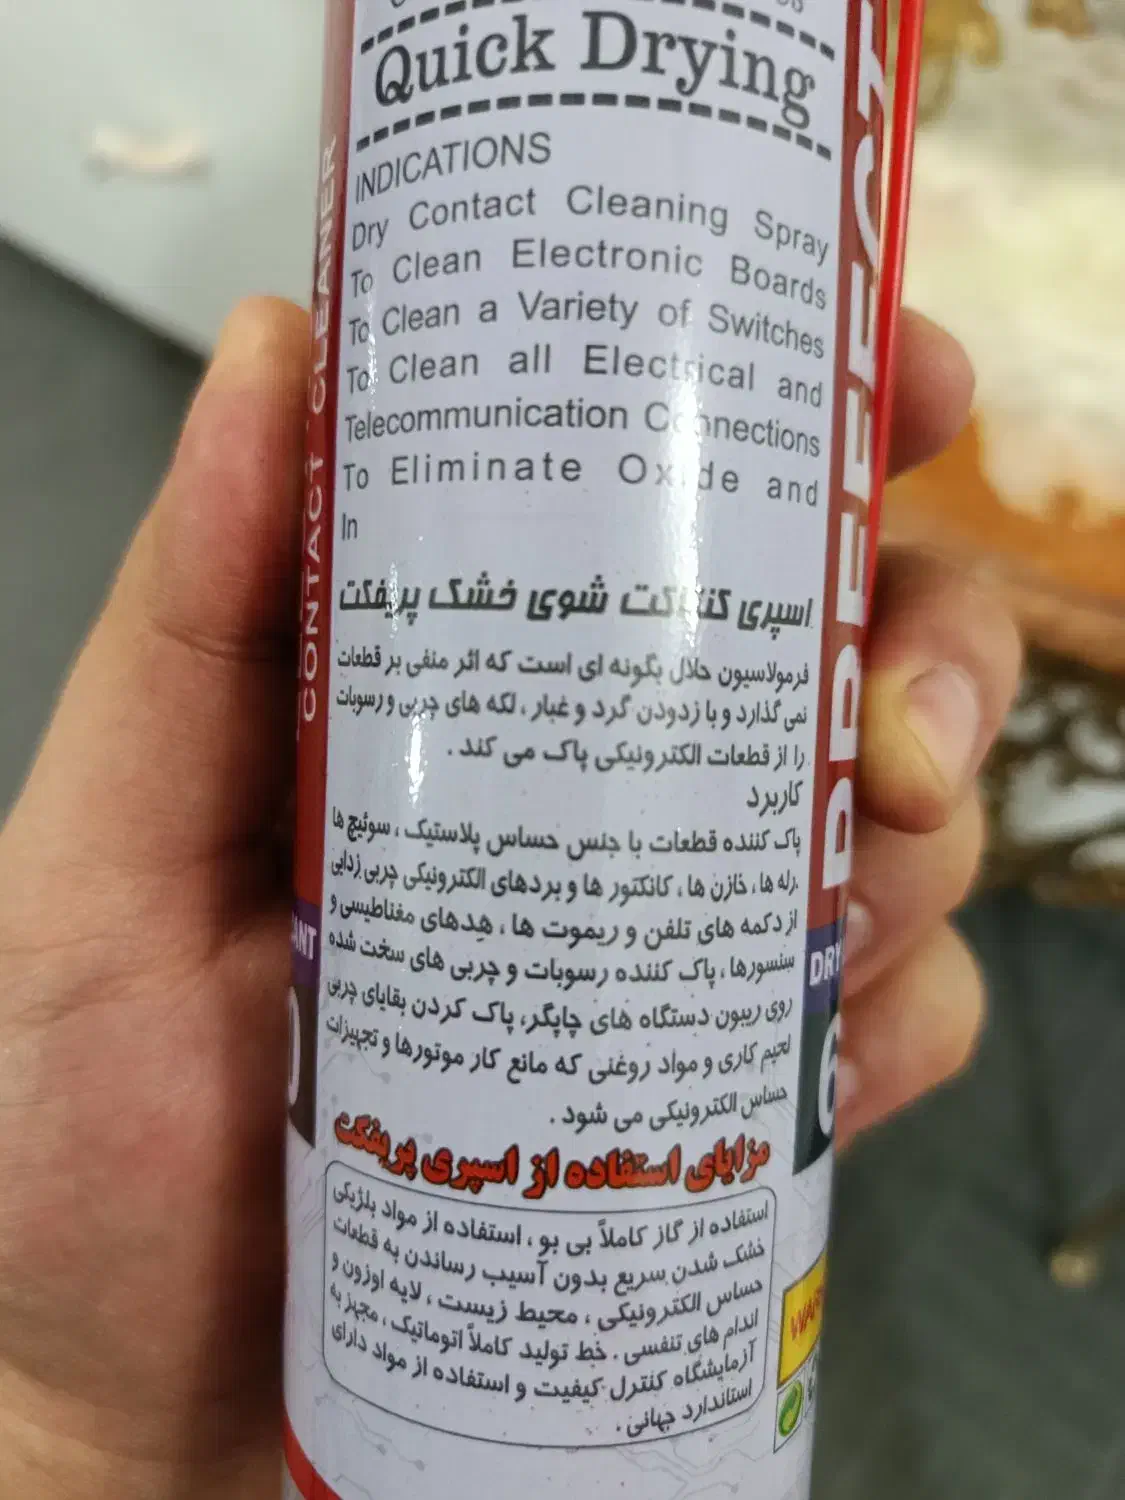 Quick Drying
INDICATIONS
Dry Contact Cleaning Spray
To Clean Electronic Boards
To Clean a Variety of Switches
To Clean all Electrical and
Telecommunication Connections
To Eliminate Oxide and
In
اسپری کنتاکت شوی خشک پریفکت
فرمولاسیون حلال بگونه ای است که اثر منفی بر قطعات
نمی گذارد و با زدودن گرد و غبار ، لکه های چربی و رسوبات
را از قطعات الکترونیکی پاک می کند .
کاربرد
پاک کننده قطعات با جنس حساس پلاستیک ، سوئیچ ها
رله ها ، خازن ها ، کانکتور ها و بردهای الکترونیکی چربی زدایی
از دکمه های تلفن و ریموت ها ، هدهای مغناطیسی و
سنسورها ، پاک کننده رسوبات و چربی های سخت شده
روی ریبون دستگاه های چاپگر، پاک کردن بقایای چربی
لحیم کاری و مواد روغنی که مانع کار موتورها و تجهیزات
حساس الکترونیکی می شود .
مزایای استفاده از اسپری پریفکت
استفاده از گاز کاملاً بی بو ، استفاده از مواد بلژیکی
خشک شدن سریع بدون آسیب رساندن به قطعات
حساس الکترونیکی ، محیط زیست ، لایه اوزون و
اندام های تنفسی . خط تولید کاملاً اتوماتیک ، مجهز به
آزمایشگاه کنترل کیفیت و استفاده از مواد دارای
استاندارد جهانی .
CONTACT CLEANER
DRY